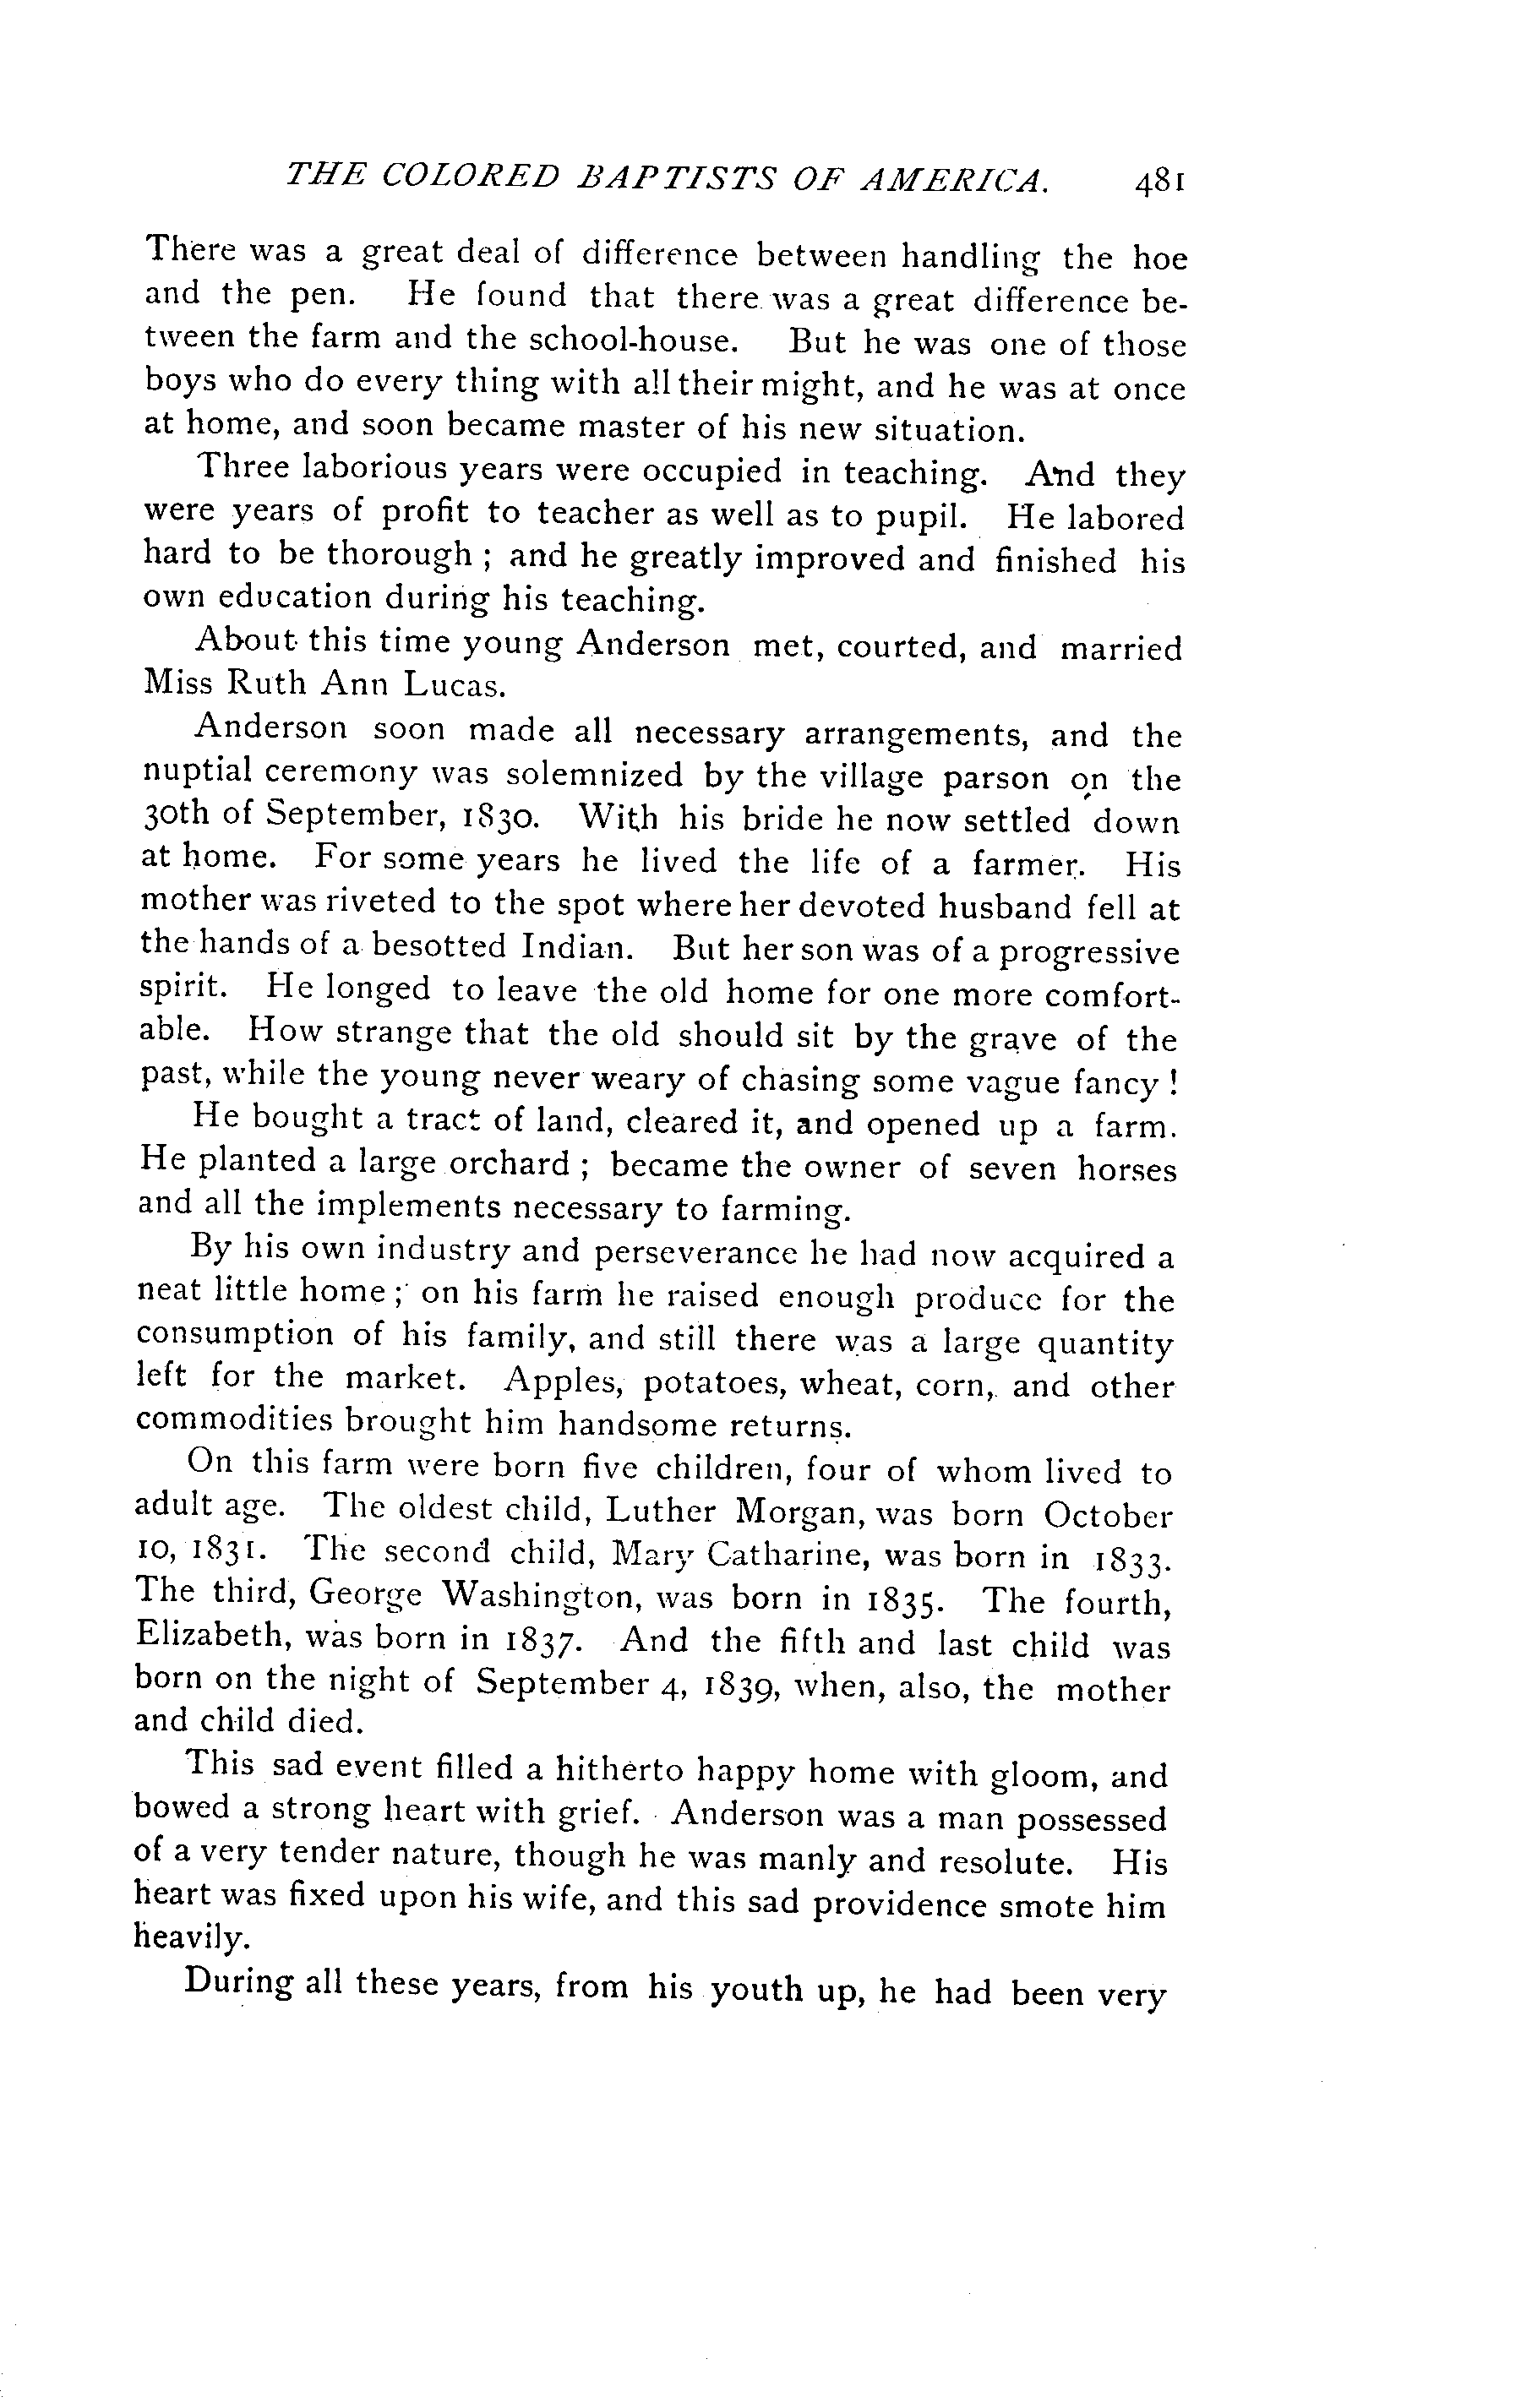 THE COLORED BAPTISTS OF AMERICA. 481
There was a great deal of difference between handling the hoe
and the pen. He found that there was a great difference be-
tween the farm and the school-house. But he was one of those
boys who do every thing with all their might, and he was at once
at home, and soon became master of his new situation.
Three laborious years were occupied in teaching. And they
were years of profit to teacher as well as to pupil. He labored
hard to be thorough ; and he greatly improved and finished his
own education during his teaching.
About this time young Anderson met, courted, and married
Miss Ruth Ann Lucas.
Anderson soon made all necessary arrangements, and the
nuptial ceremony was solemnized by the village parson on the
30th of September, 1830. With his bride he now settled down
at home. For some years he lived the life of a farmer. His
mother was riveted to the spot where her devoted husband fell at
the hands of a besotted Indian. But her son was of a progressive
spirit. He longed to leave the old home for one more comfort-
able. How strange that the old should sit by the grave of the
past, while the young never weary of chasing some vague fancy !
He bought a tract of land, cleared it, and opened up a farm.
He planted a large orchard ; became the owner of seven horses
and all the implements necessary to farming.
By his own industry and perseverance he had now acquired a
neat little home ; on his farm he raised enough produce for the
consumption of his family, and still there was a large quantity
left for the market. Apples, potatoes, wheat, corn, and other
commodities brought him handsome returns.
On this farm were born five children, four of whom lived to
adult age. The oldest child, Luther Morgan, was born October
10, 1831. The second child, Mary Catharine, was born in 1833.
The third, George Washington, was born in 1835. The fourth,
Elizabeth, was born in 1837. And the fifth and last child was
born on the night of September 4, 1839, when, also, the mother
and child died.
This sad event filled a hitherto happy home with gloom, and
bowed a strong heart with grief. Anderson was a man possessed
of a very tender nature, though he was manly and resolute. His
heart was fixed upon his wife, and this sad providence smote him
heavily.
During all these years, from his youth up, he had been very